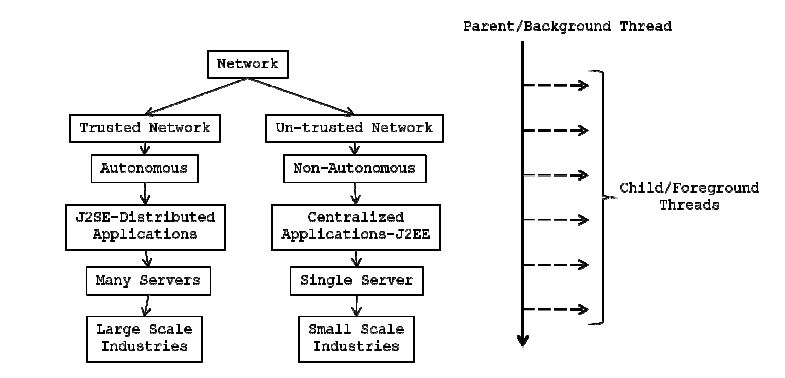 Parent/Background Thread
Network
Trusted Network
Un-trusted Network
Autonomous
Non-Autonomous
J2SE-Distributed
Applications
Centralized
Applications-J2EE
Many Servers
Single Server
Large Scale
Industries
Small Scale
Industries
Child/Foreground
Threads